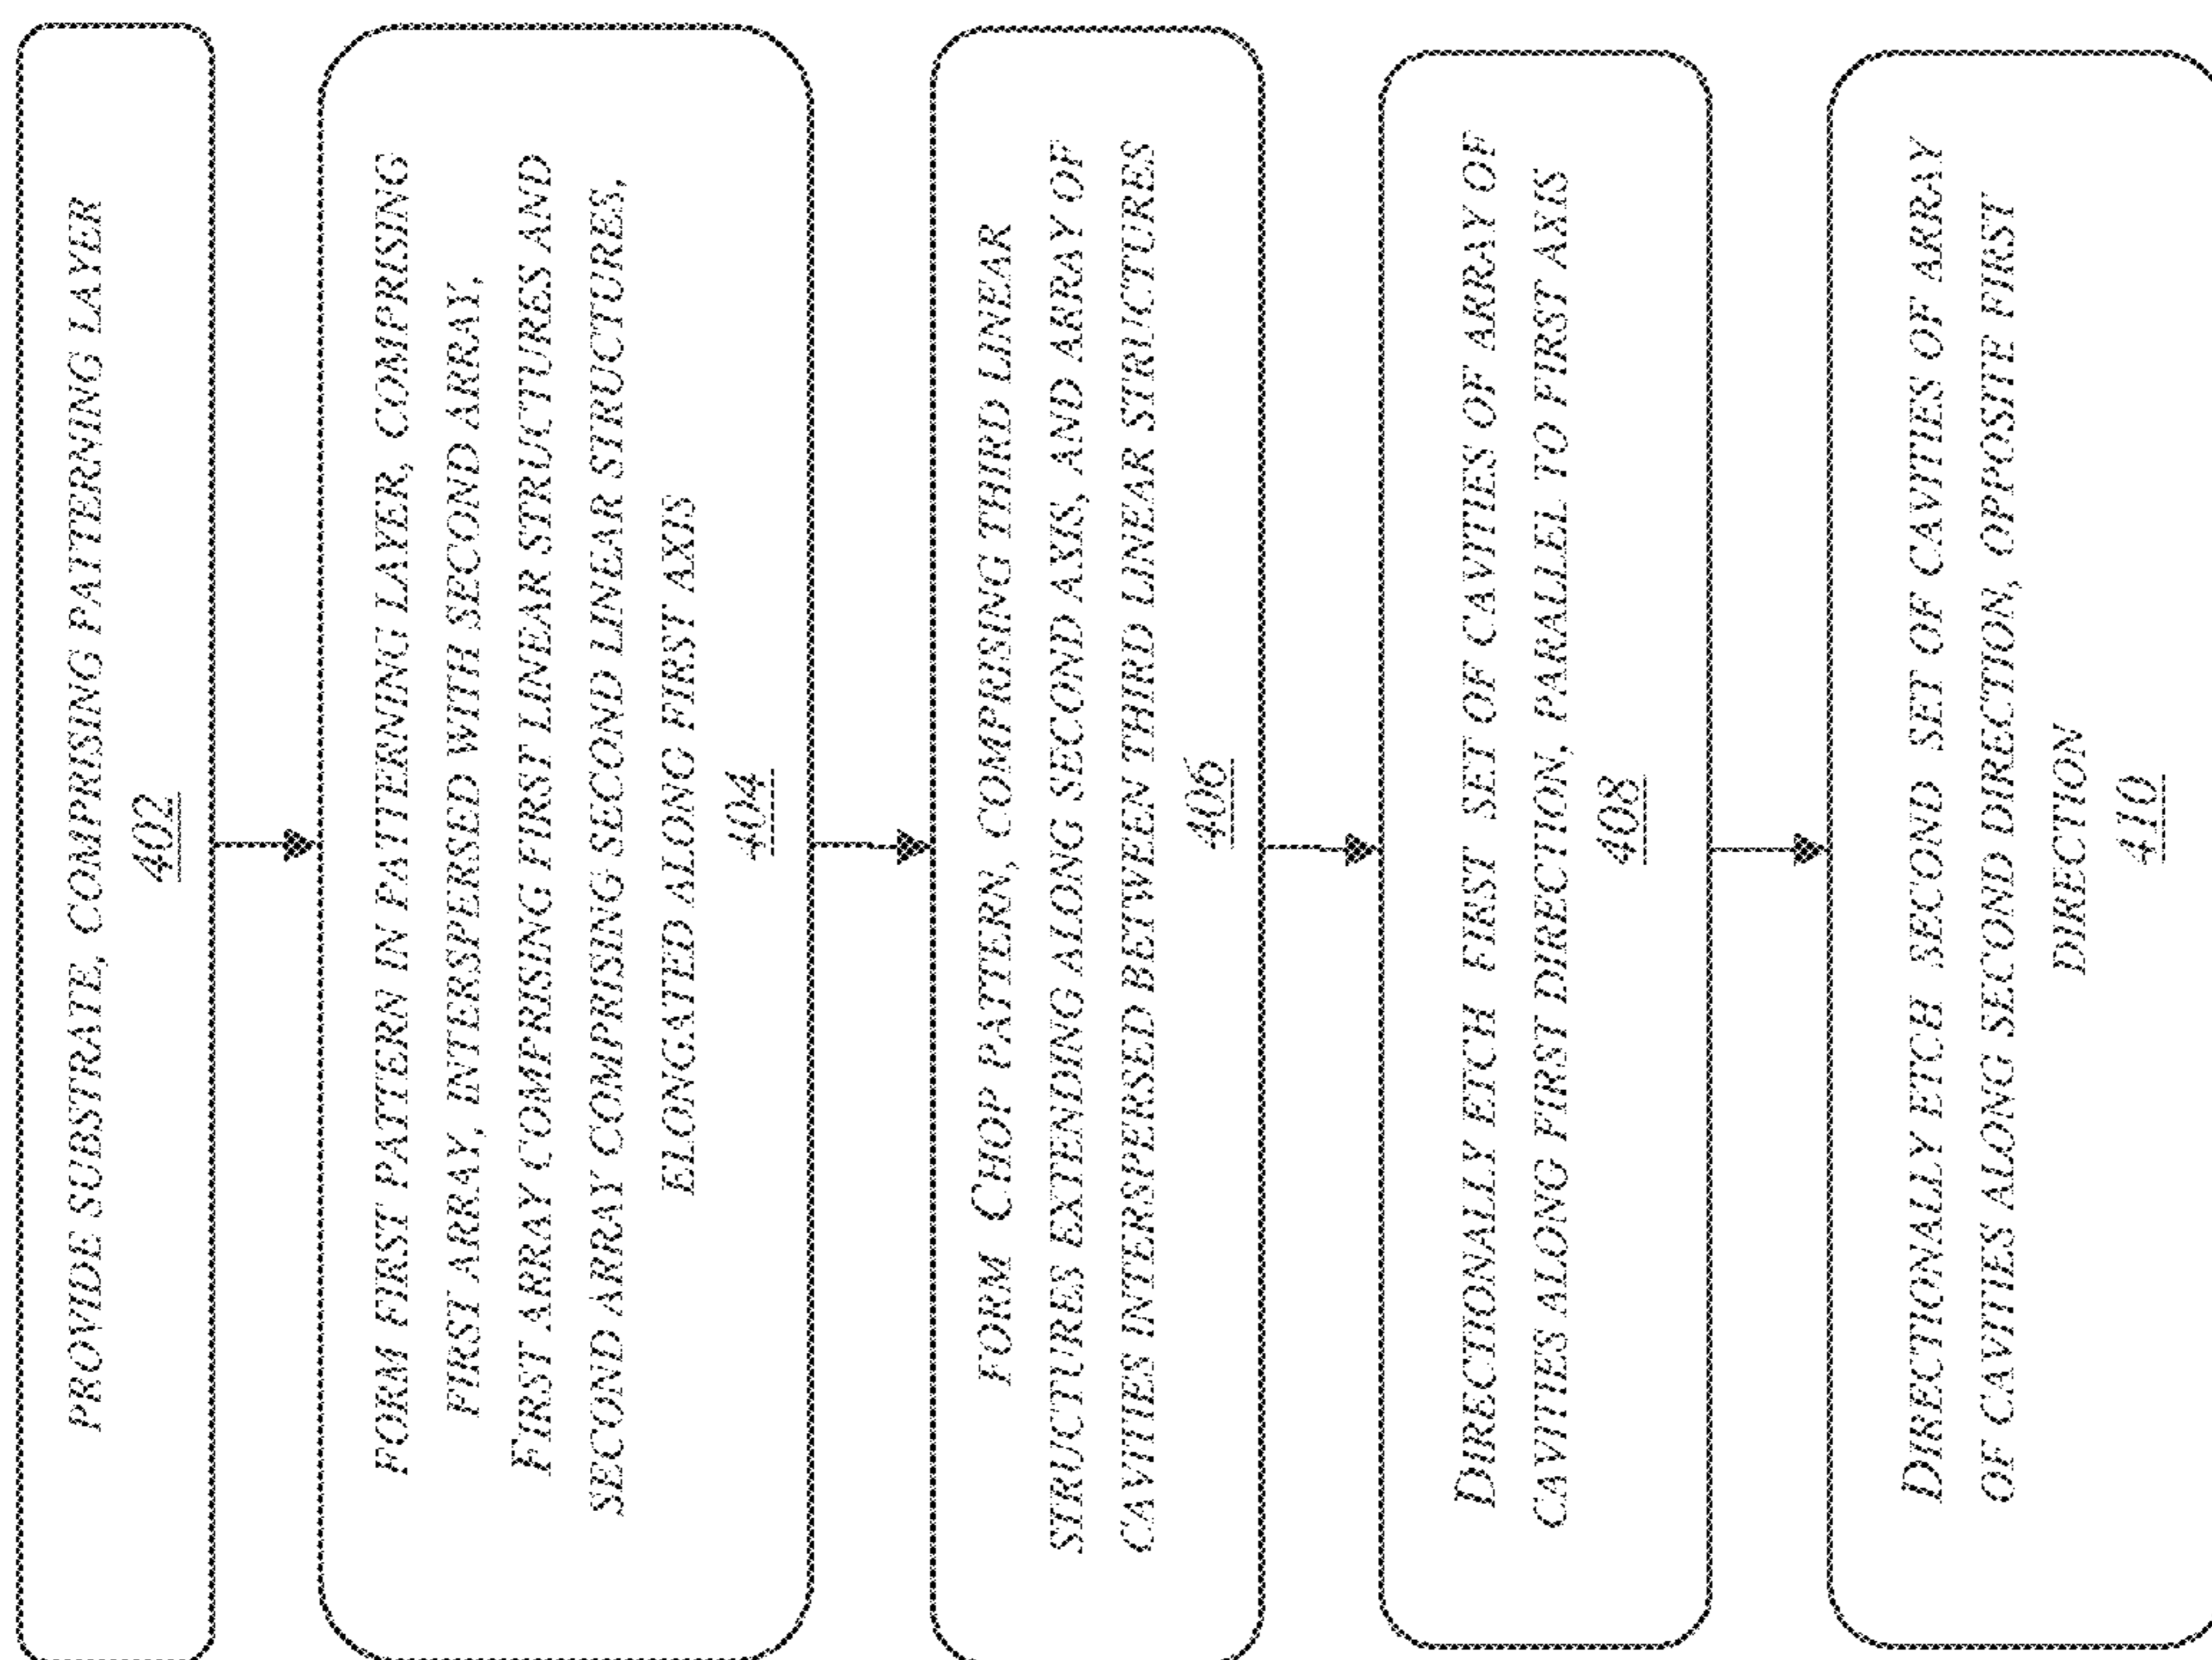 PROVIDE SUBSTRATE, COMPRISING PATTERNING LAYER
402
FORM FIRST PATTERN IN PATTERNING LAYER, COMPRISING
FIRST ARRAY, INTERSPERSED WITH SECOND ARRAY,
FIRST ARRAY COMPRISING FIRST LINEAR STRUCTURES AND
SECOND ARRAY COMPRISING SECOND LINEAR STRUCTURES,
ELONGATED ALONG FIRST AXIS
404
FORM CHOP PATTERN, COMPRISING THIRD LINEAR
STRUCTURES EXTENDING ALONG SECOND AXIS, AND ARRAY OF
CAVITIES INTERSPERSED BETWEEN THIRD LINEAR STRUCTURES
406
DIRECTIONALLY ETCH FIRST SET OF CAVITIES OF ARRAY OF
CAVITIES ALONG FIRST DIRECTION, PARALLEL TO FIRST AXIS
408
DIRECTIONALLY ETCH SECOND SET OF CAVITIES OF ARRAY
OF CAVITIES ALONG SECOND DIRECTION, OPPOSITE FIRST
DIRECTION
410